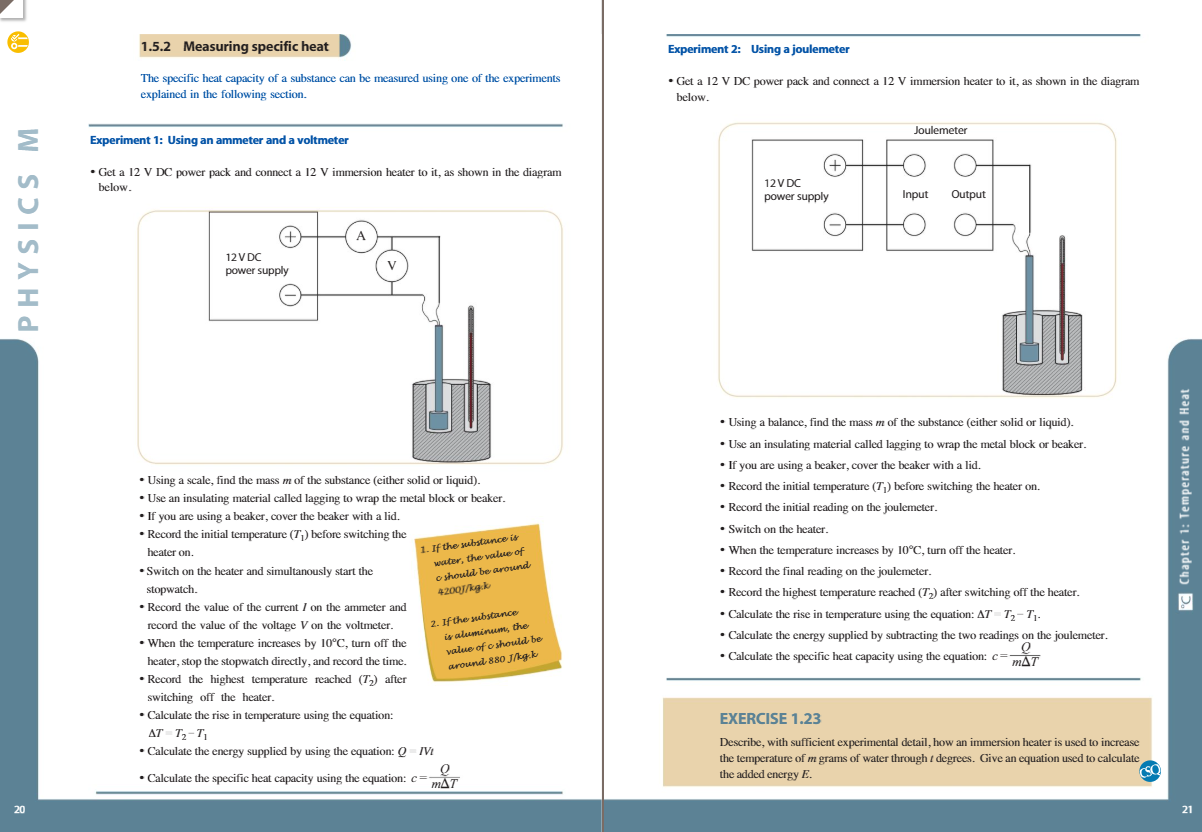 1.5.2 Measuring specific heat
The specific heat capacity of a substance can be measured using one of the experiments
explained in the following section.
Experiment 1: Using an ammeter and a voltmeter
• Get a 12 V DC power pack and connect a 12 V immersion heater to it, as shown in the diagram
below.
12 V DC
power supply
+
−
A
V
• Using a scale, find the mass m of the substance (either solid or liquid).
• Use an insulating material called lagging to wrap the metal block or beaker.
• If you are using a beaker, cover the beaker with a lid.
• Record the initial temperature (T₁) before switching the
heater on.
• Switch on the heater and simultanously start the
stopwatch.
• Record the value of the current I on the ammeter and
record the value of the voltage V on the voltmeter.
• When the temperature increases by 10°C, turn off the
heater, stop the stopwatch directly, and record the time.
• Record the highest temperature reached (T₂) after
switching off the heater.
• Calculate the rise in temperature using the equation:
ΔT = T₂ − T₁
• Calculate the energy supplied by using the equation: Q = IVt
• Calculate the specific heat capacity using the equation: c = Q/mΔT
1. If the substance is
water, the value of
c should be around
4200J/kg.k
2. If the substance
is aluminum, the
value of c should be
around 880 J/kg.k
PHYSICS M
20
Experiment 2: Using a joulemeter
• Get a 12 V DC power pack and connect a 12 V immersion heater to it, as shown in the diagram
below.
Joulemeter
12 V DC
power supply
+
−
Input Output
• Using a balance, find the mass m of the substance (either solid or liquid).
• Use an insulating material called lagging to wrap the metal block or beaker.
• If you are using a beaker, cover the beaker with a lid.
• Record the initial temperature (T₁) before switching the heater on.
• Record the initial reading on the joulemeter.
• Switch on the heater.
• When the temperature increases by 10°C, turn off the heater.
• Record the final reading on the joulemeter.
• Record the highest temperature reached (T₂) after switching off the heater.
• Calculate the rise in temperature using the equation: ΔT = T₂ − T₁.
• Calculate the energy supplied by subtracting the two readings on the joulemeter.
• Calculate the specific heat capacity using the equation: c = Q/mΔT
EXERCISE 1.23
Describe, with sufficient experimental detail, how an immersion heater is used to increase
the temperature of m grams of water through t degrees. Give an equation used to calculate
the added energy E.
CSQ
°C Chapter 1: Temperature and Heat
21